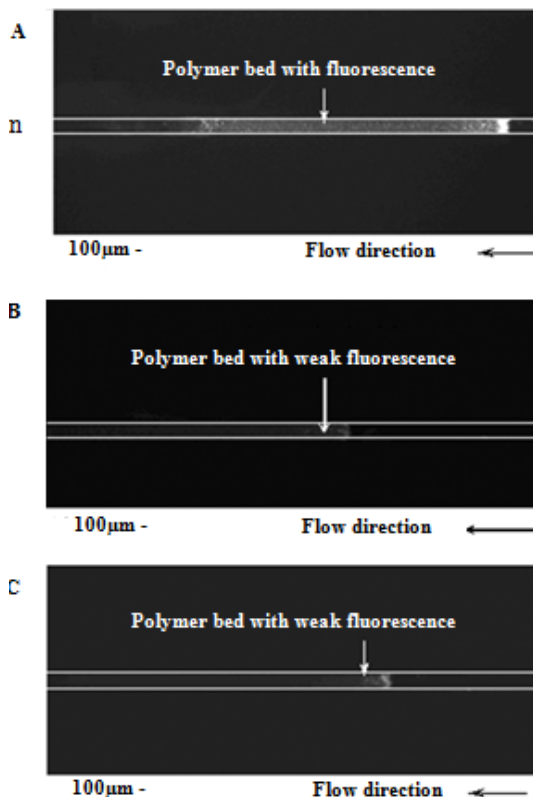 A
Polymer bed with fluorescence
n
100µm -
Flow direction
B
Polymer bed with weak fluorescence
100µm -
Flow direction
C
Polymer bed with weak fluorescence
100µm -
Flow direction